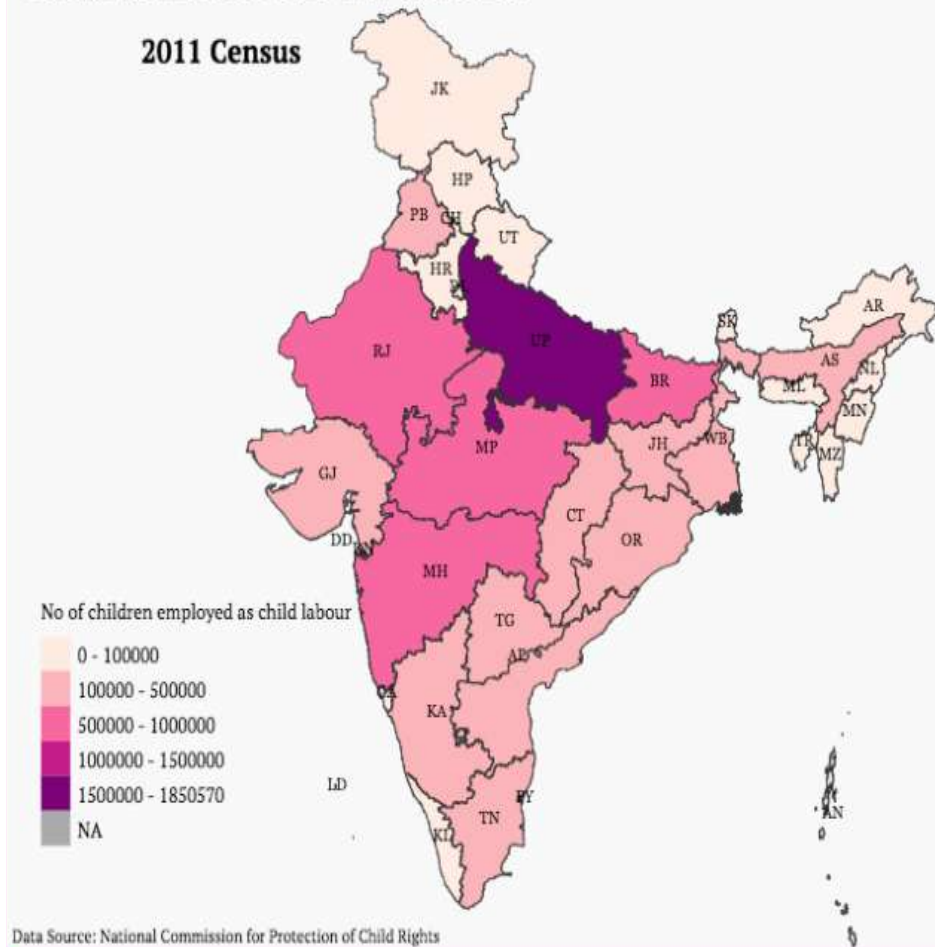 2011 Census
JK
HP
PB
CH
UT
HR
AR
SK
UP
RJ
AS
BR
NL
ML
MN
MP
JH
WB
TR
MZ
GJ
CT
OR
DD
MH
No of children employed as child labour
TG
0 - 100000
AP
100000 - 500000
KA
500000 - 1000000
1000000 - 1500000
LD
1500000 - 1850570
PY
TN
AN
NA
KL
Data Source: National Commission for Protection of Child Rights